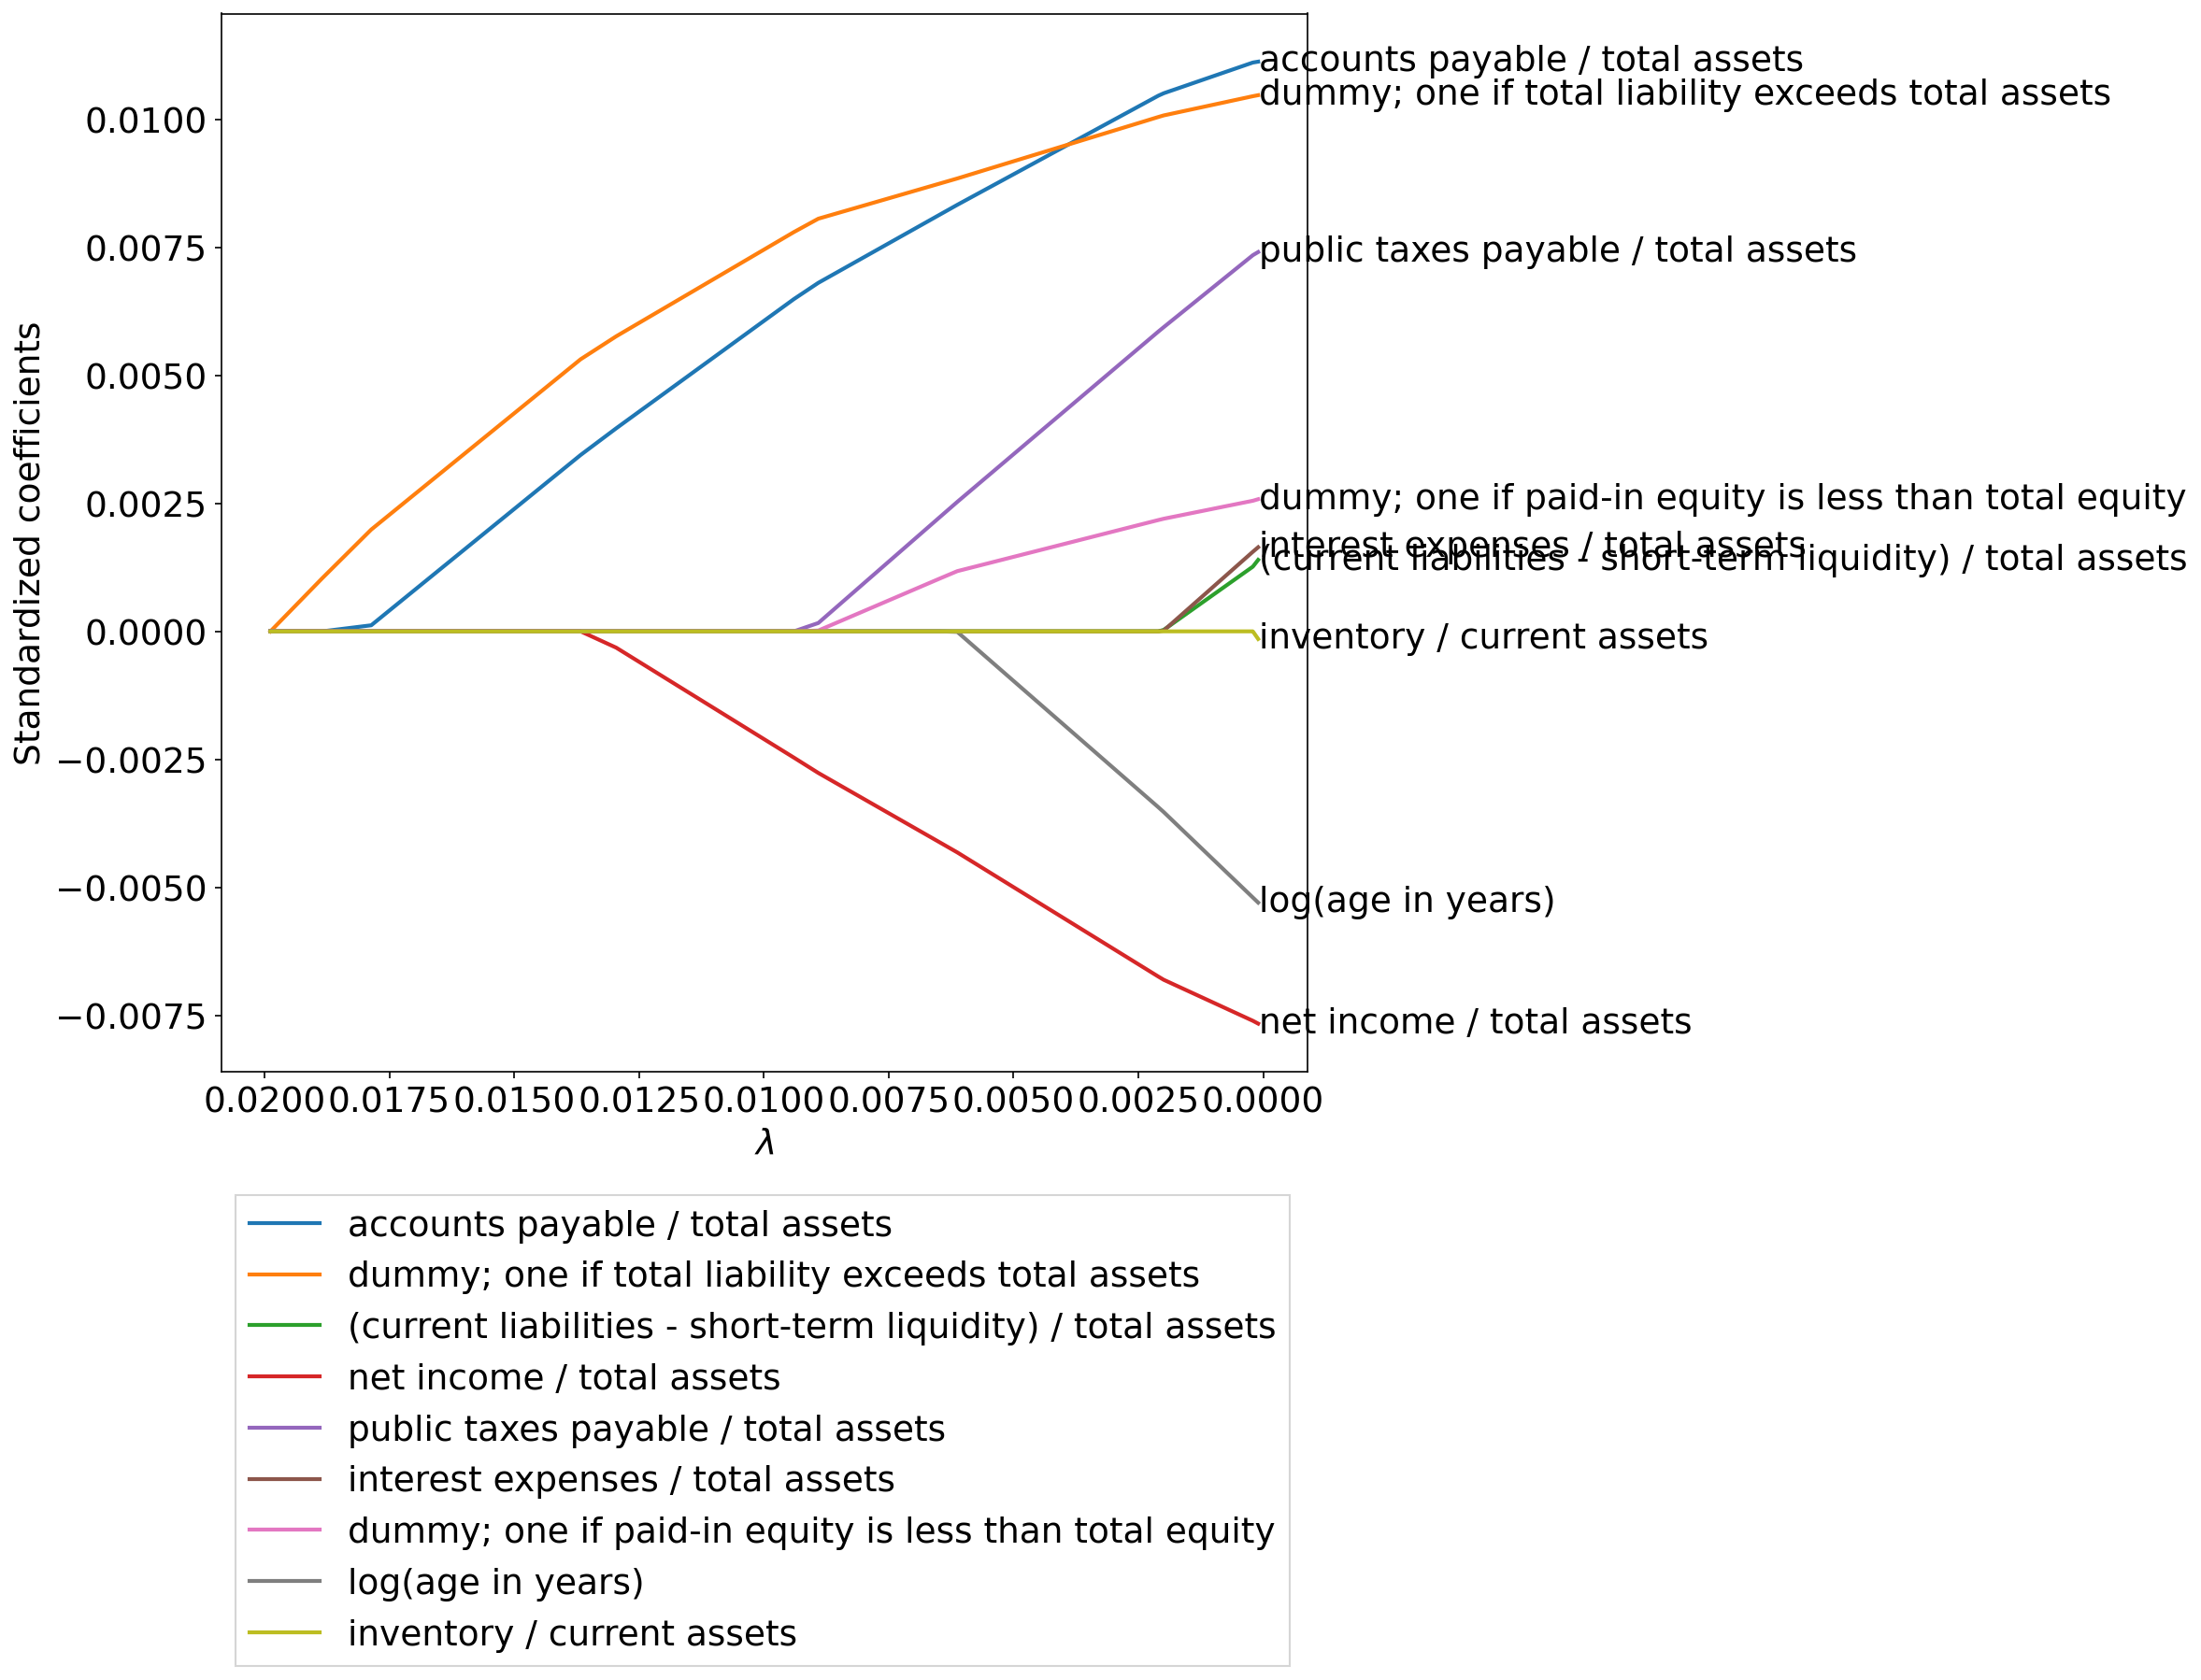 accounts payable / total assets
dummy; one if total liability exceeds total assets
0.0100
0.0075
public taxes payable / total assets
0.0050
Standardized coefficients
0.0025
dummy; one if paid-in equity is less than total equity
interest expenses / total assets
(current liabilities - short-term liquidity) / total assets
0.0000
inventory / current assets
−0.0025
−0.0050
log(age in years)
−0.0075
net income / total assets
0.0200 0.0175 0.0150 0.0125 0.0100 0.0075 0.0050 0.0025 0.0000
λ
accounts payable / total assets
dummy; one if total liability exceeds total assets
(current liabilities - short-term liquidity) / total assets
net income / total assets
public taxes payable / total assets
interest expenses / total assets
dummy; one if paid-in equity is less than total equity
log(age in years)
inventory / current assets